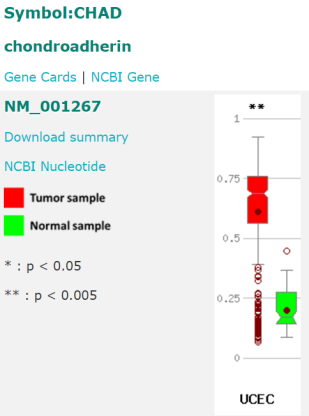 Symbol:CHAD
chondroadherin
Gene Cards | NCBI Gene
NM_001267
Download summary
NCBI Nucleotide
Tumor sample
Normal sample
* : p < 0.05
** : p < 0.005
**
1
0.75
0.5
0.25
0
UCEC